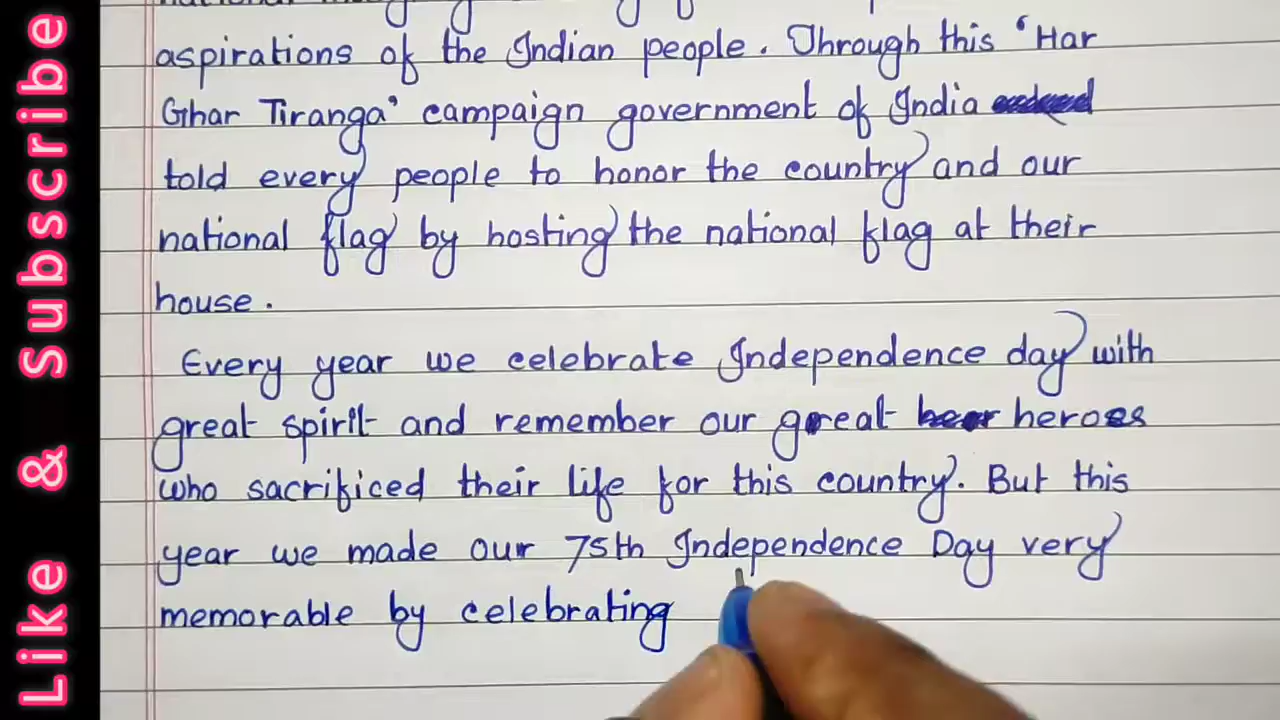 aspirations of the Indian people. Through this 'Har
Ghar Tiranga' campaign government of India
told every people to honor the country and our
national flag by hosting the national flag at their
house.
Every year we celebrate Independence day with
great spirit and remember our great heroes
who sacrificed their life for this country. But this
year we made our 75th Independence Day very
memorable by celebrating
Like & Subscribe